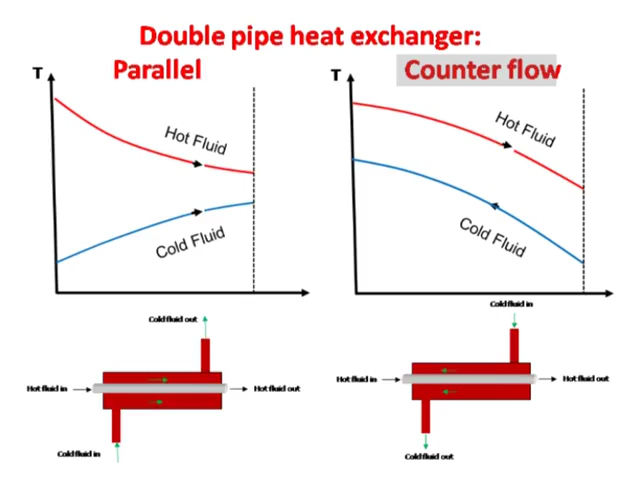 Double pipe heat exchanger:
Parallel
Counter flow
T
Hot Fluid
Cold Fluid
T
Hot Fluid
Cold Fluid
Cold fluid out
Hot fluid in
Hot fluid out
Cold fluid in
Cold fluid in
Hot fluid in
Hot fluid out
Cold fluid out